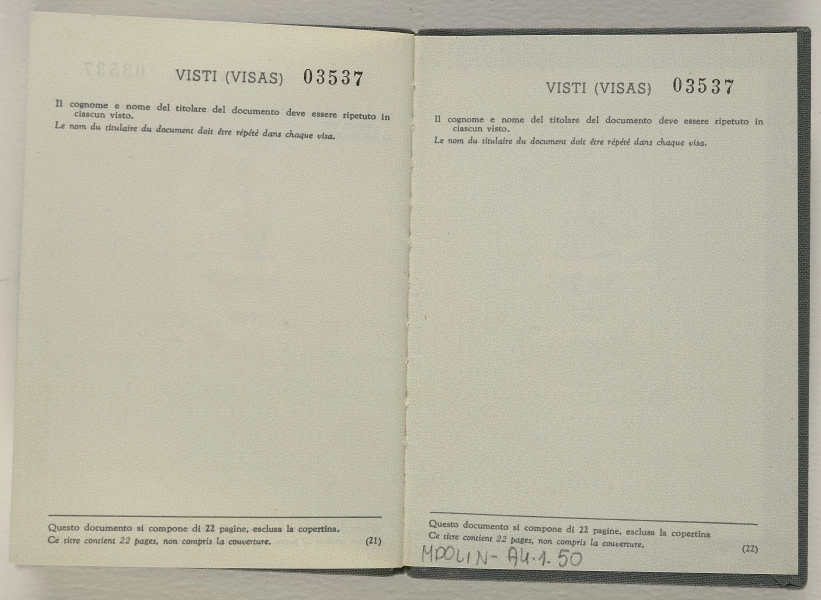 VISTI (VISAS) 03537
Il cognome e nome del titolare del documento deve essere ripetuto in
ciascun visto.
Le nom du titulaire du document doit être répété dans chaque visa.
Questo documento si compone di 22 pagine, esclusa la copertina.
Ce titre contient 22 pages, non compris la couverture. (21)
VISTI (VISAS) 03537
Il cognome e nome del titolare del documento deve essere ripetuto in
ciascun visto.
Le nom du titulaire du document doit être répété dans chaque visa.
Questo documento si compone di 22 pagine, esclusa la copertina
Ce titre contient 22 pages, non compris la couverture. (22)
MDOLIN-A4.1.50